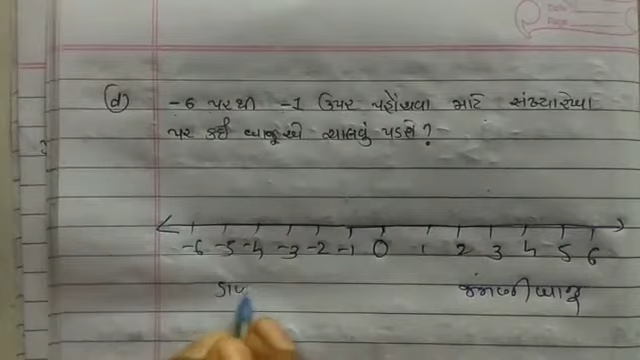 (d) -6 પરથી -1 ઉપર પહોંચવા માટે સંખ્યારેખા
પર કઈ બાજુએ ચાલવું પડશે?
-6 -5 -4 -3 -2 -1 0 1 2 3 4 5 6
ડાબ જમણી બાજુ